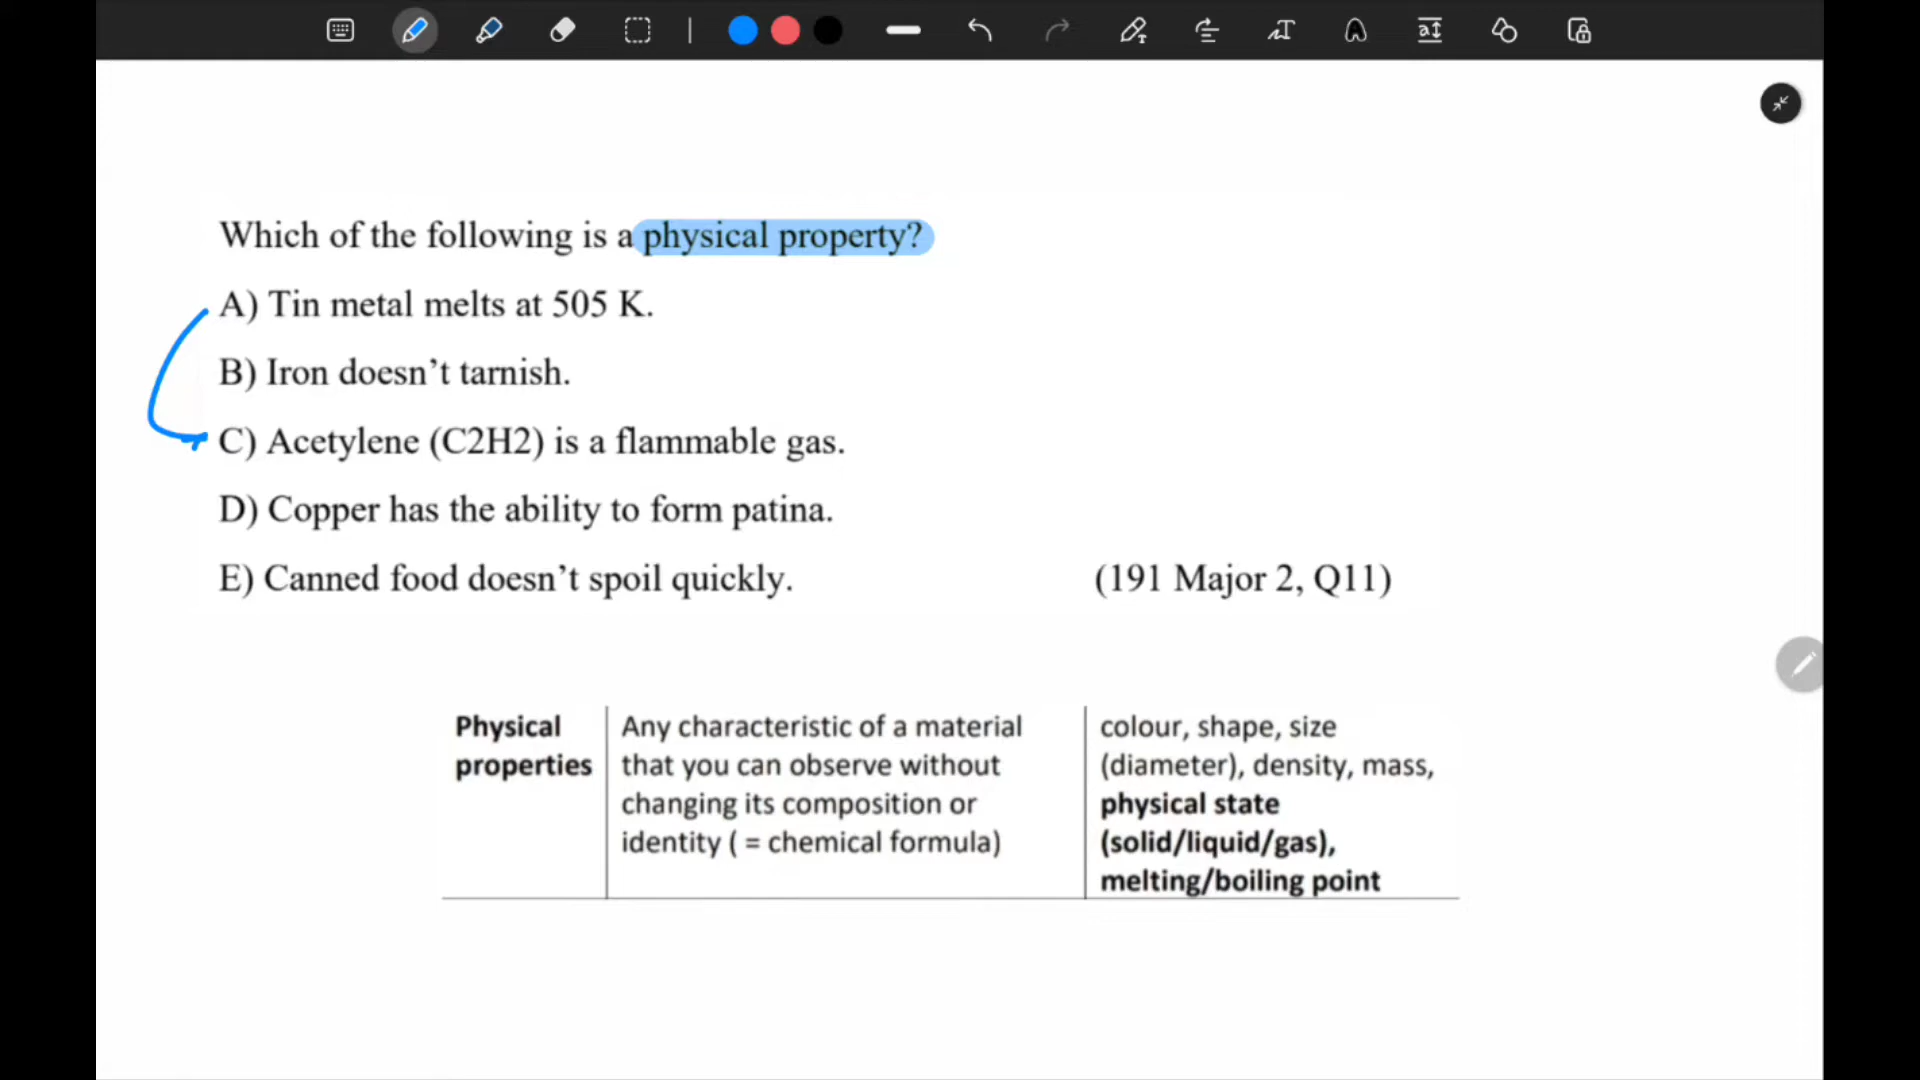 Which of the following is a physical property?
A) Tin metal melts at 505 K.
B) Iron doesn’t tarnish.
C) Acetylene (C2H2) is a flammable gas.
D) Copper has the ability to form patina.
E) Canned food doesn’t spoil quickly.
(191 Major 2, Q11)
Physical
properties
Any characteristic of a material
that you can observe without
changing its composition or
identity ( = chemical formula)
colour, shape, size
(diameter), density, mass,
physical state
(solid/liquid/gas),
melting/boiling point